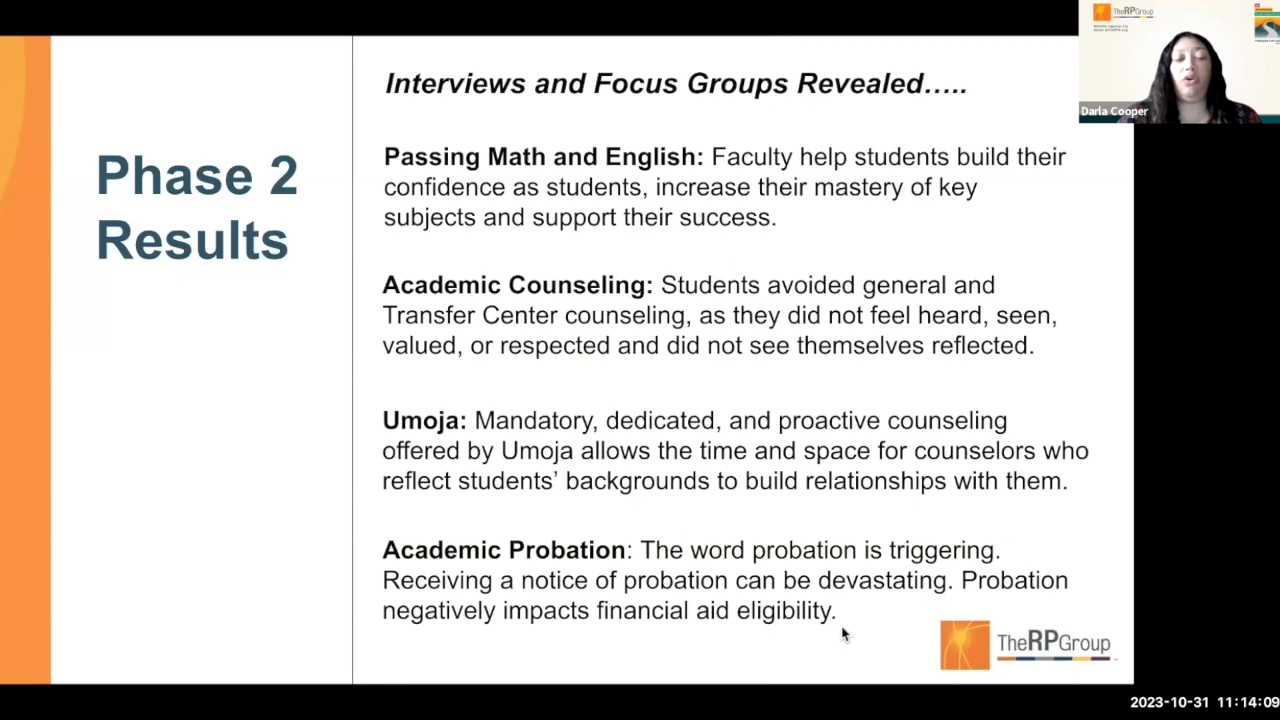 Interviews and Focus Groups Revealed…..
Phase 2
Results
Passing Math and English: Faculty help students build their
confidence as students, increase their mastery of key
subjects and support their success.
Academic Counseling: Students avoided general and
Transfer Center counseling, as they did not feel heard, seen,
valued, or respected and did not see themselves reflected.
Umoja: Mandatory, dedicated, and proactive counseling
offered by Umoja allows the time and space for counselors who
reflect students’ backgrounds to build relationships with them.
Academic Probation: The word probation is triggering.
Receiving a notice of probation can be devastating. Probation
negatively impacts financial aid eligibility.
TheRPGroup
TheRPGroup
Darla Cooper
2023-10-31 11:14:09